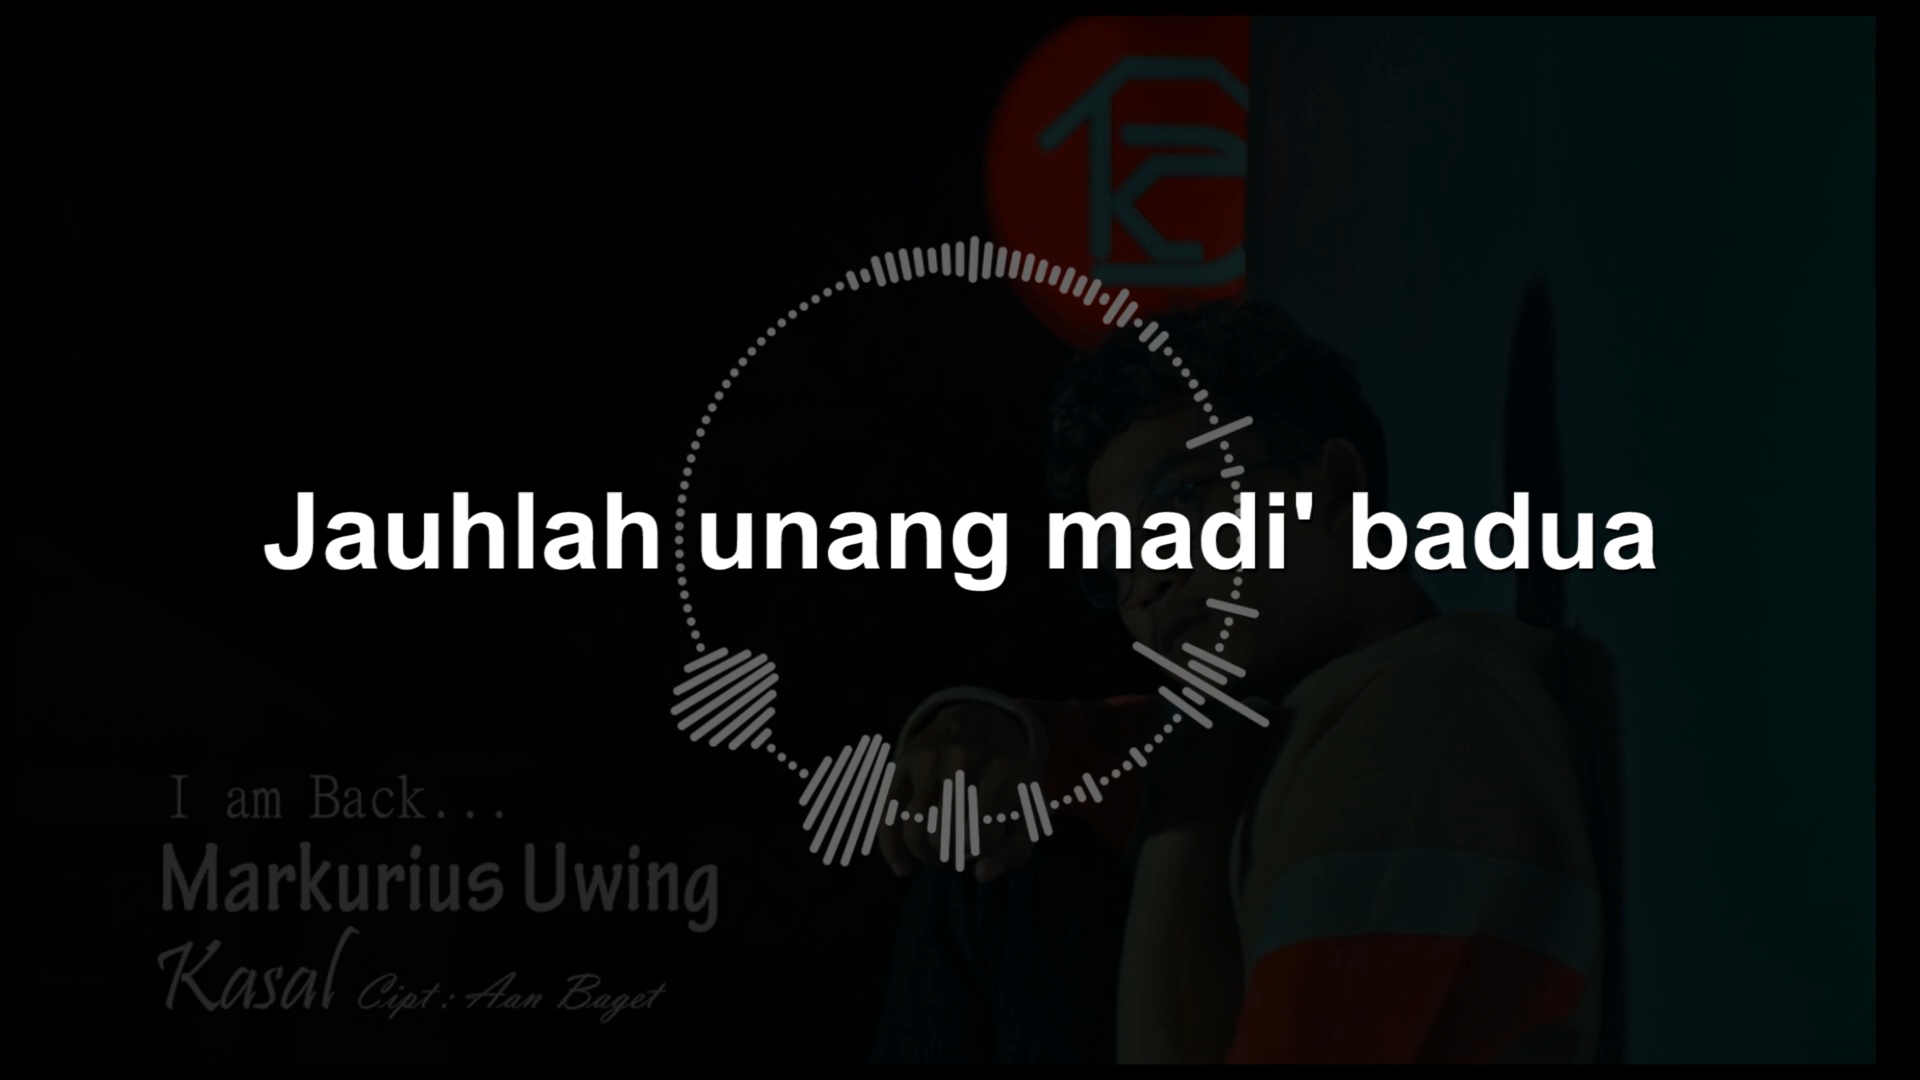 Jauhlah unang madi' badua
I am Back...
Markurius Uwing
Kasal Cipt : Aan Baget